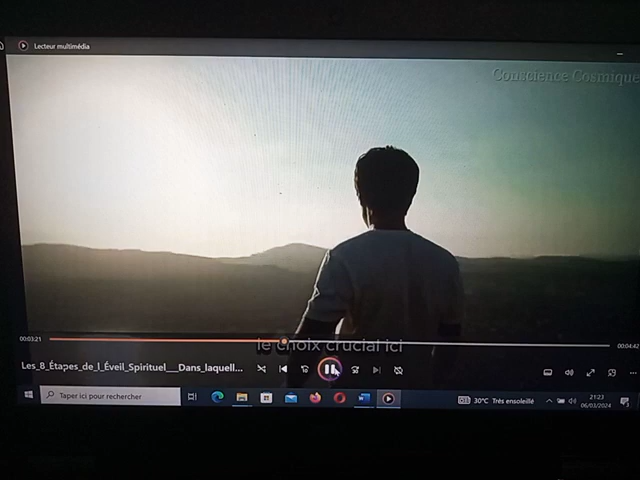 Lecteur multimédia
Conscience Cosmique
le choix crucial ici
00:03:21
00:04:42
Les_8_Étapes_de_l_Éveil_Spirituel__Dans_laquell...
Taper ici pour rechercher
30°C Très ensoleillé
21:23
06/03/2024